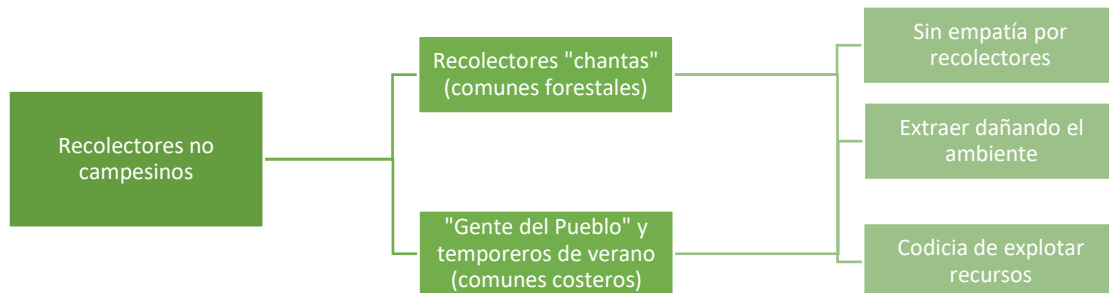 Recolectores no
campesinos
Recolectores "chantas"
(comunes forestales)
"Gente del Pueblo" y
temporeros de verano
(comunes costeros)
Sin empatía por
recolectores
Extraer dañando el
ambiente
Codicia de explotar
recursos